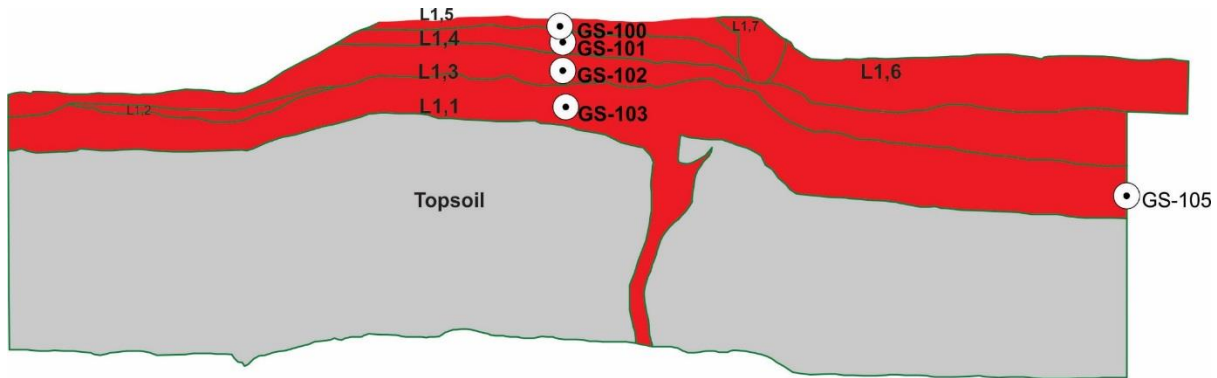 L1,5
GS-100
L1,7
L1,4
GS-101
L1,3
GS-102
L1,6
L1,2
L1,1
GS-103
Topsoil
GS-105